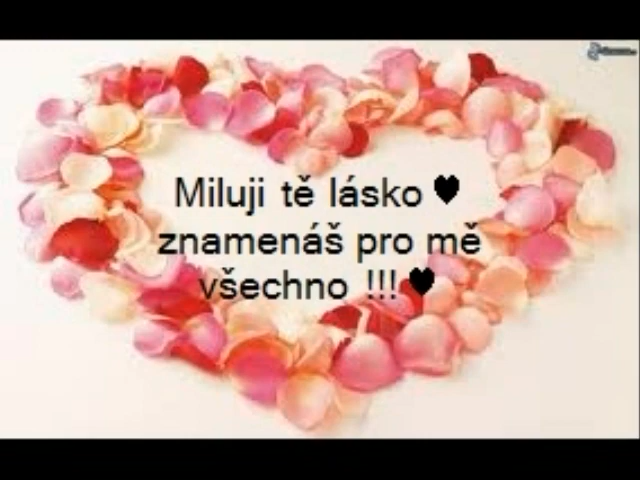 Miluji tě lásko ♥
znamenáš pro mě
všechno !!! ♥